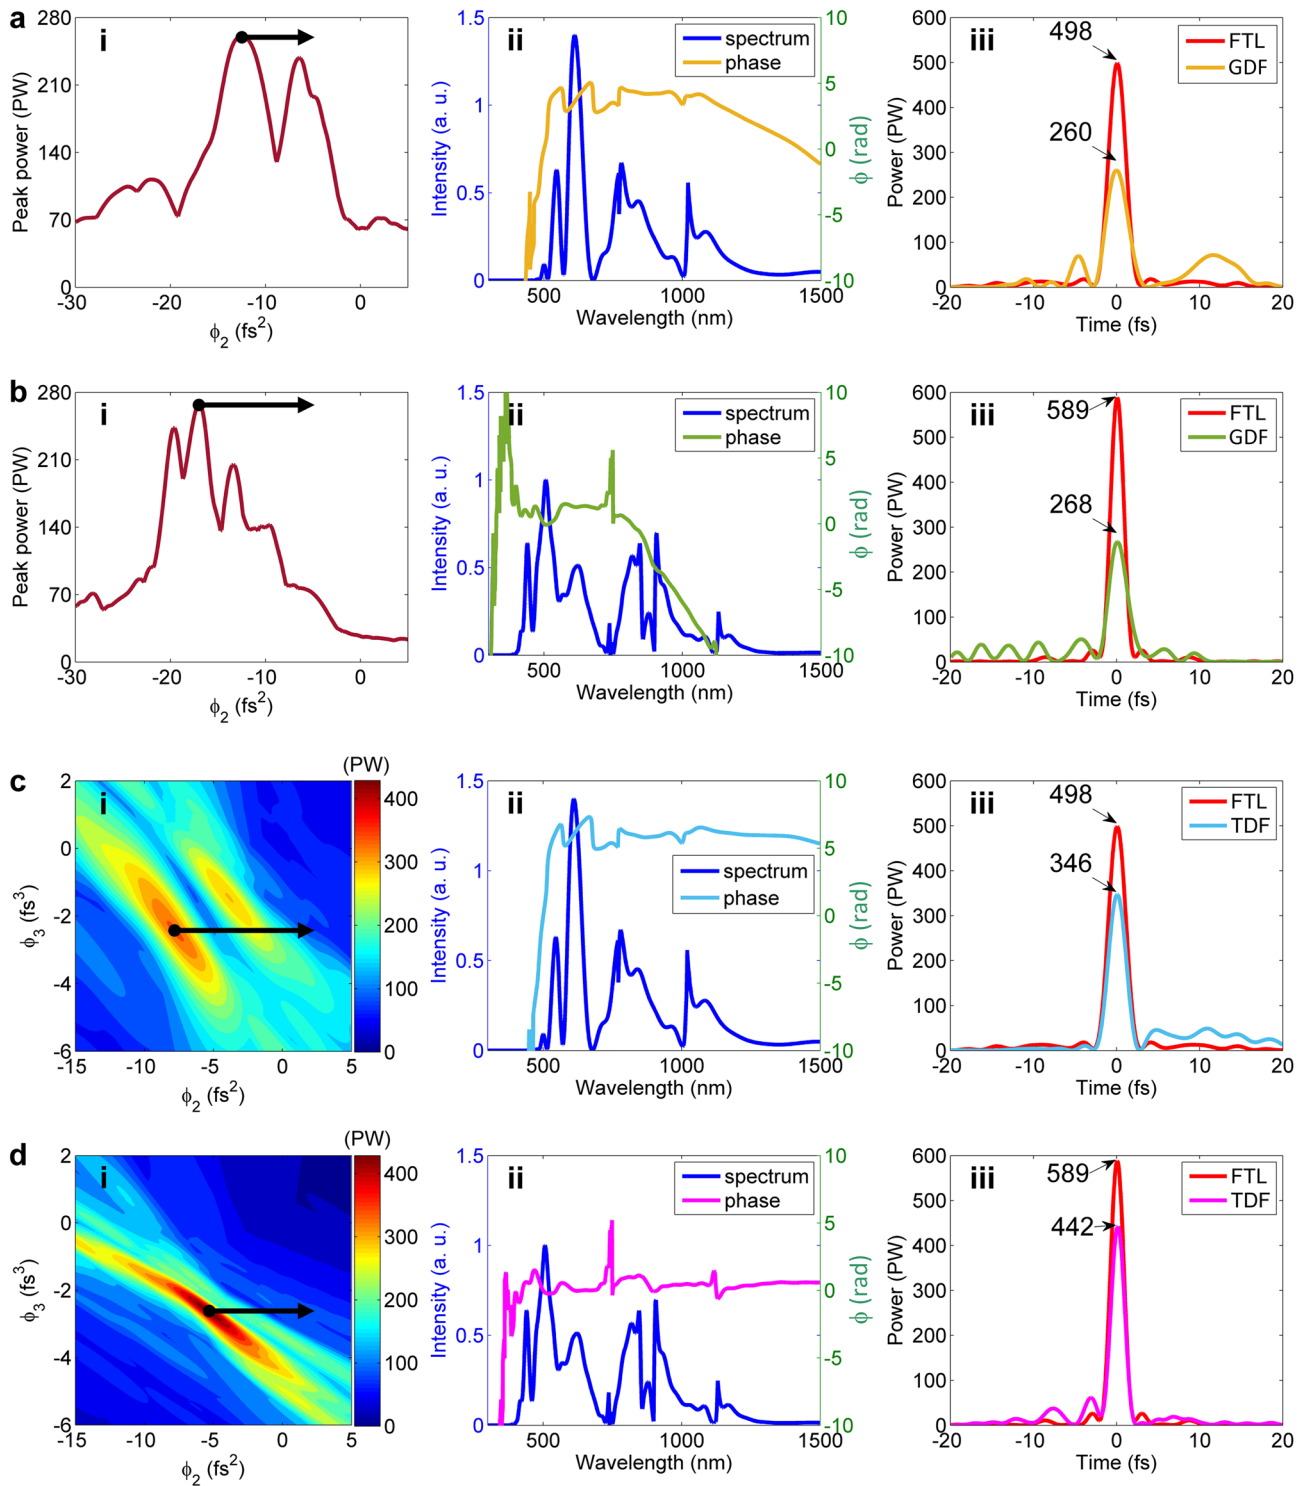 a
i
Peak power (PW)
280
210
140
70
0
-30
-20
-10
0
ϕ2 (fs2)
ii
spectrum
phase
Intensity (a. u.)
1.5
1
0.5
0
10
5
0
-5
-10
ϕ (rad)
500
1000
1500
Wavelength (nm)
iii
498
260
FTL
GDF
Power (PW)
600
500
400
300
200
100
0
-20
-10
0
10
20
Time (fs)
b
i
Peak power (PW)
280
210
140
70
0
-30
-20
-10
0
ϕ2 (fs2)
ii
spectrum
phase
Intensity (a. u.)
1.5
1
0.5
0
10
5
0
-5
-10
ϕ (rad)
500
1000
1500
Wavelength (nm)
iii
589
268
FTL
GDF
Power (PW)
600
500
400
300
200
100
0
-20
-10
0
10
20
Time (fs)
c
i
(PW)
ϕ3 (fs3)
2
0
-2
-4
-6
-15
-10
-5
0
5
ϕ2 (fs2)
400
300
200
100
0
ii
spectrum
phase
Intensity (a. u.)
1.5
1
0.5
0
10
5
0
-5
-10
ϕ (rad)
500
1000
1500
Wavelength (nm)
iii
498
346
FTL
TDF
Power (PW)
600
500
400
300
200
100
0
-20
-10
0
10
20
Time (fs)
d
i
(PW)
ϕ3 (fs3)
2
0
-2
-4
-6
-15
-10
-5
0
5
ϕ2 (fs2)
400
300
200
100
0
ii
spectrum
phase
Intensity (a. u.)
1.5
1
0.5
0
10
5
0
-5
-10
ϕ (rad)
500
1000
1500
Wavelength (nm)
iii
589
442
FTL
TDF
Power (PW)
600
500
400
300
200
100
0
-20
-10
0
10
20
Time (fs)